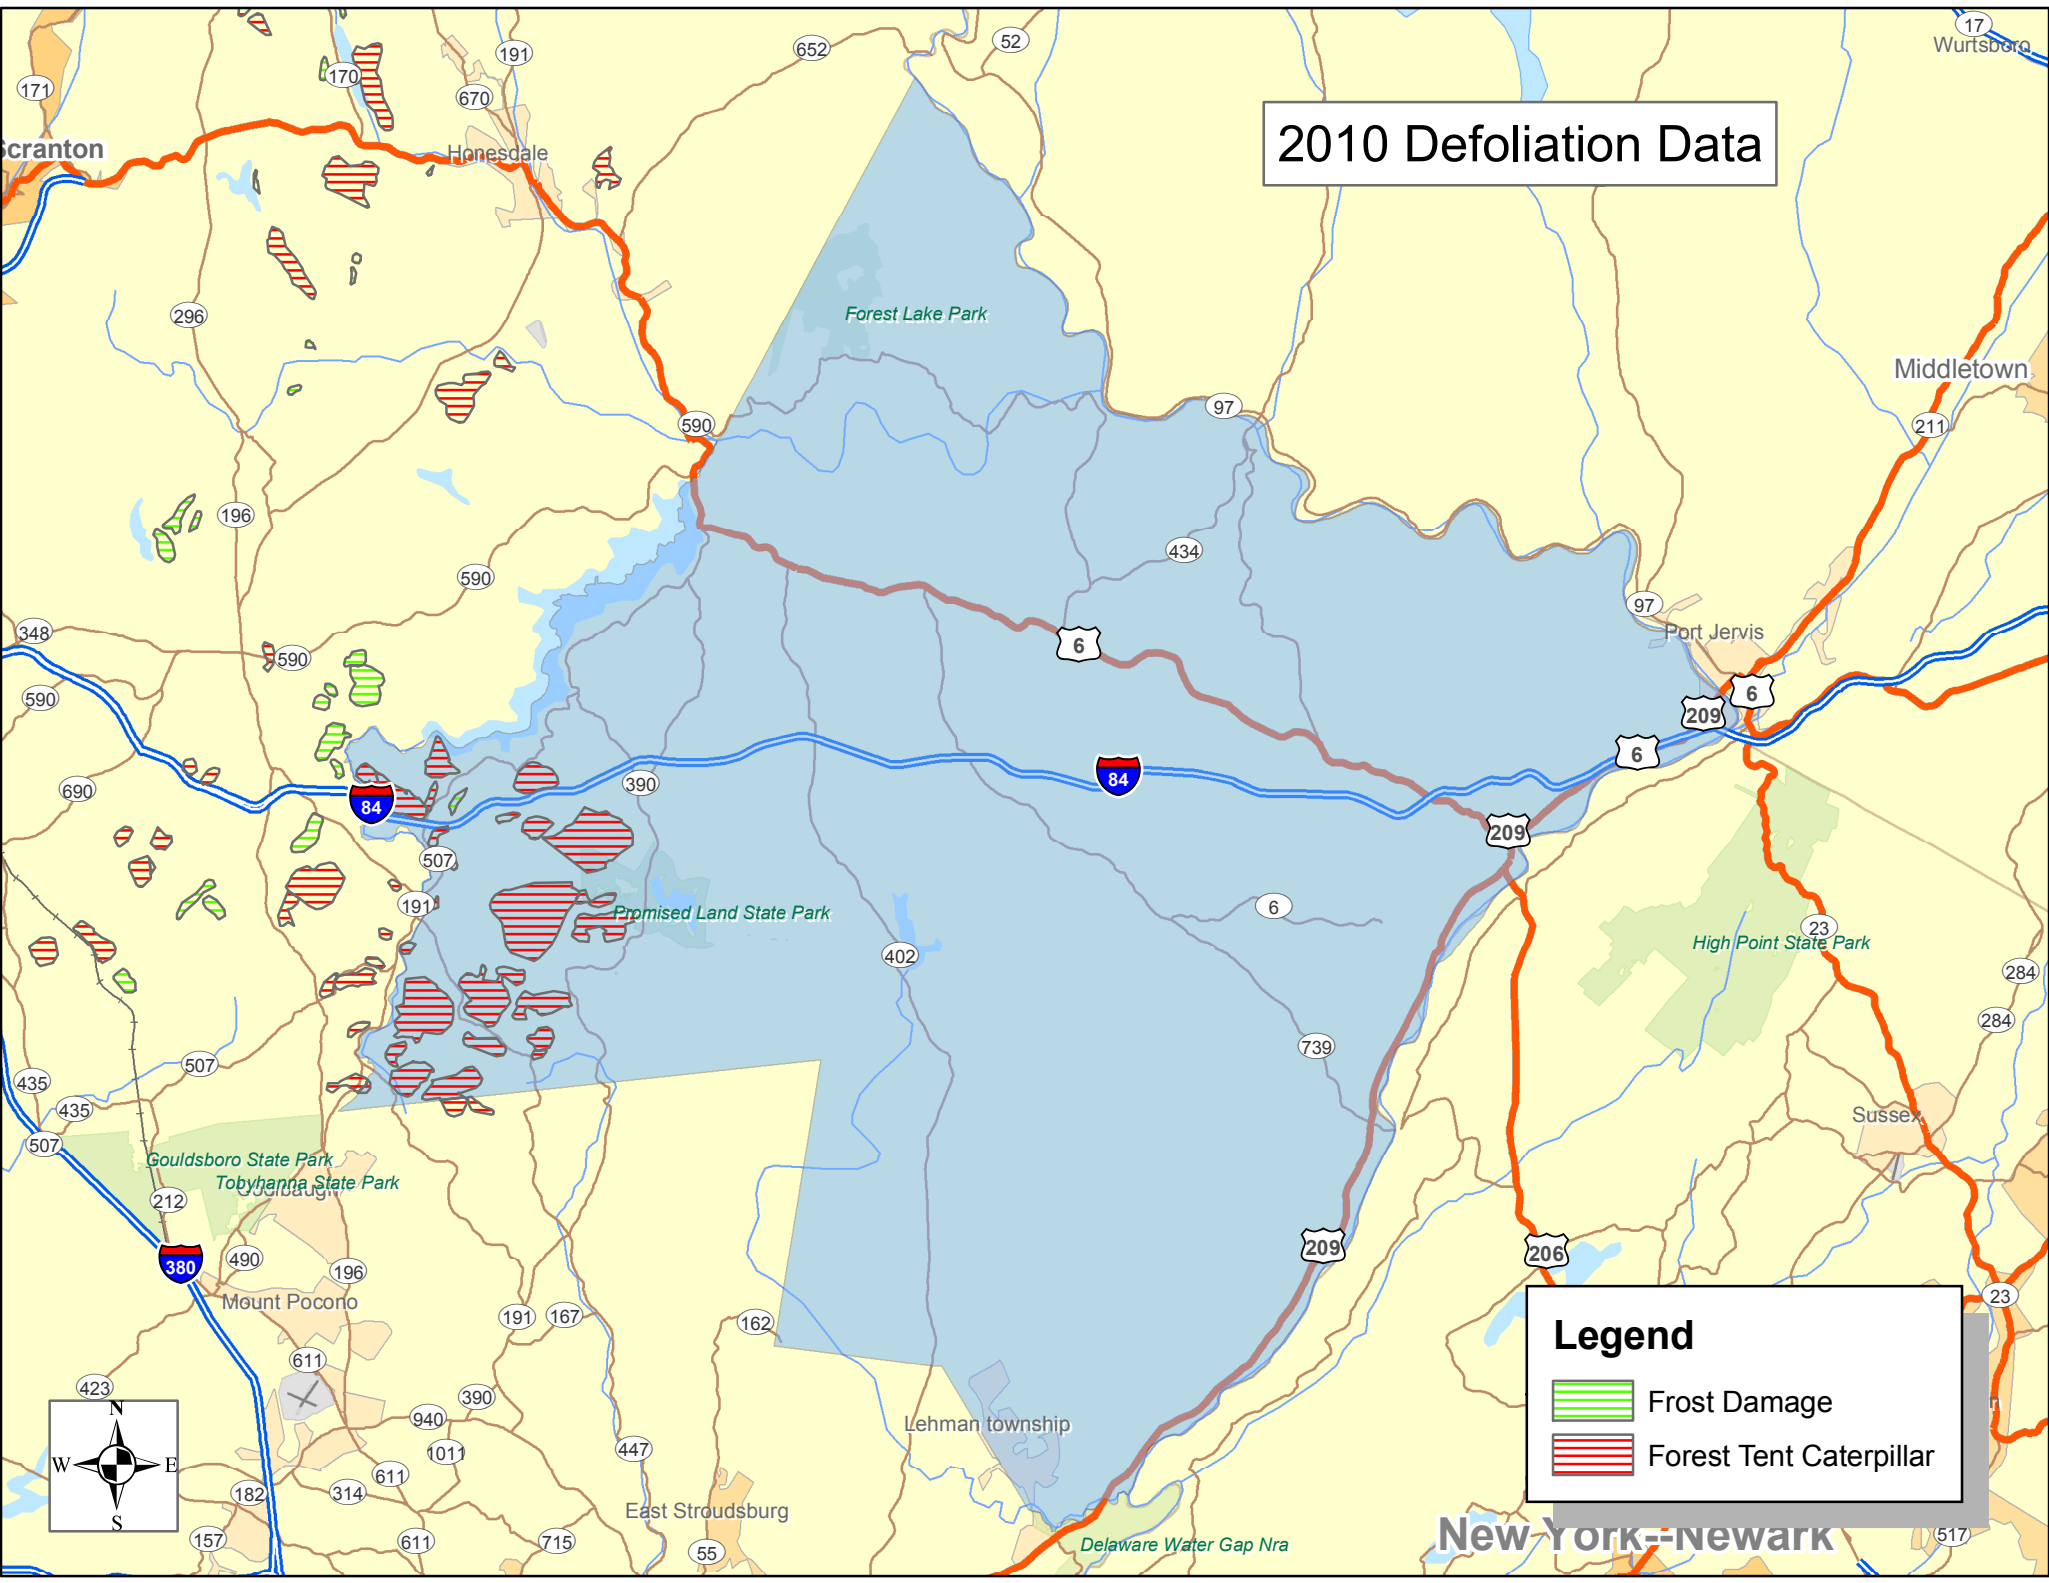 17
Wurtsboro
652
52
191
170
171
670
2010 Defoliation Data
Scranton
Honesdale
296
Forest Lake Park
Middletown
97
590
211
196
434
590
97
348
590
Port Jervis
6
590
6
209
6
84
390
690
84
209
507
191
6
Promised Land State Park
23
High Point State Park
402
284
284
739
507
435
435
Sussex
507
Gouldsboro State Park
Tobyhanna State Park
212
209
206
490
380
196
23
Mount Pocono
191
167
162
611
Legend
423
390
Frost Damage
N
940
Lehman township
W
E
1011
447
Forest Tent Caterpillar
611
182
314
S
East Stroudsburg
157
611
715
55
Delaware Water Gap Nra
New York--Newark
517